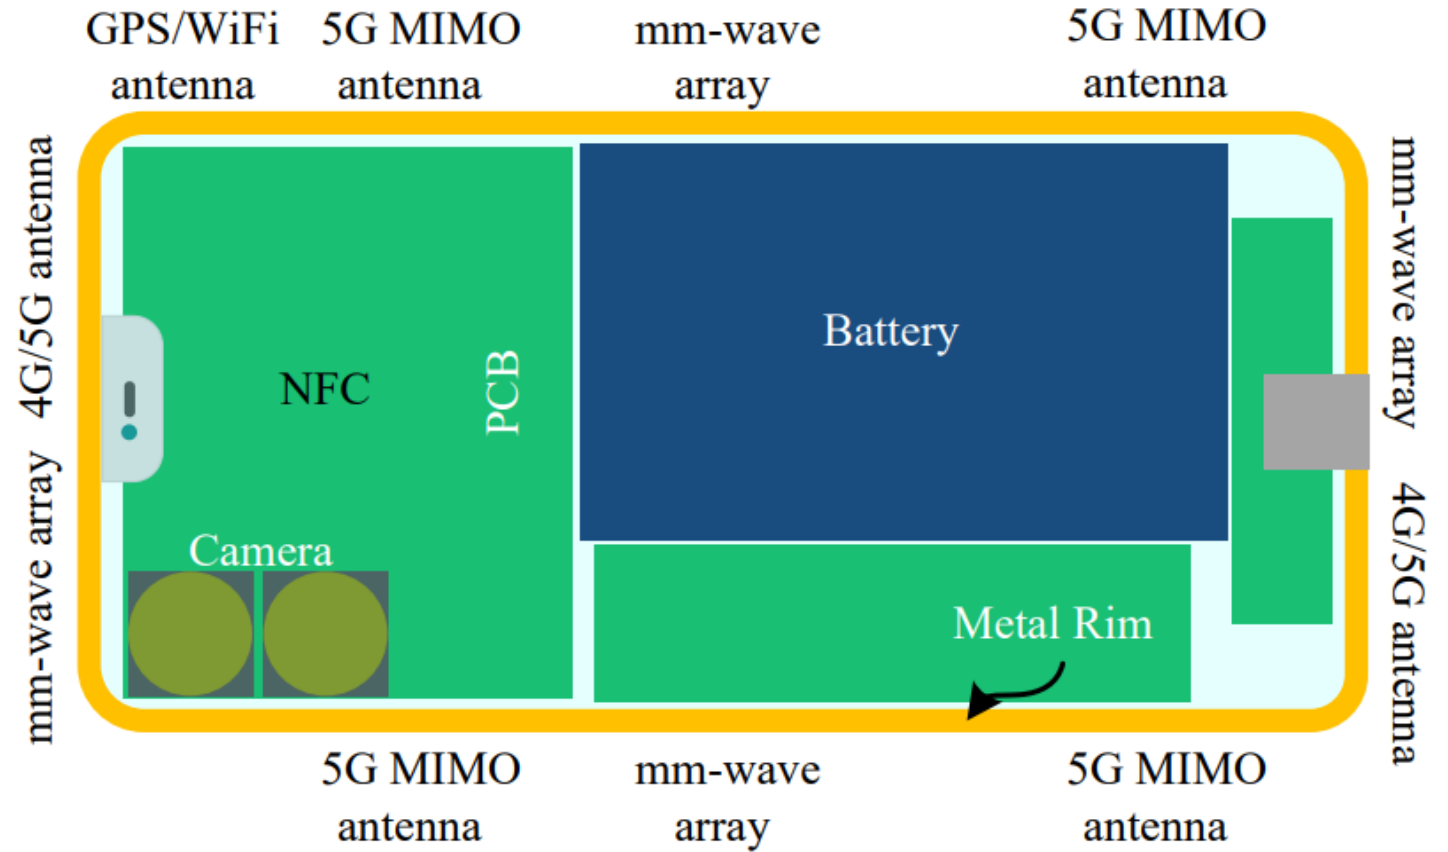 GPS/WiFi
antenna
5G MIMO
antenna
mm-wave
array
5G MIMO
antenna
4G/5G antenna
mm-wave array
NFC
PCB
Camera
Battery
Metal Rim
mm-wave array
4G/5G antenna
5G MIMO
antenna
mm-wave
array
5G MIMO
antenna